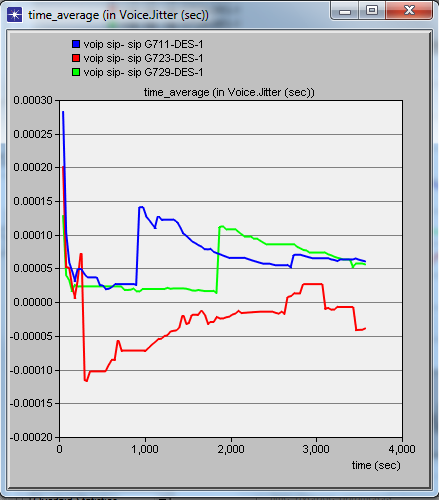 time_average (in Voice.Jitter (sec))
voip sip- sip G711-DES-1
voip sip- sip G723-DES-1
voip sip- sip G729-DES-1
time_average (in Voice.Jitter (sec))
0.00030
0.00025
0.00020
0.00015
0.00010
0.00005
0.00000
-0.00005
-0.00010
-0.00015
-0.00020
0 1,000 2,000 3,000 4,000
time (sec)